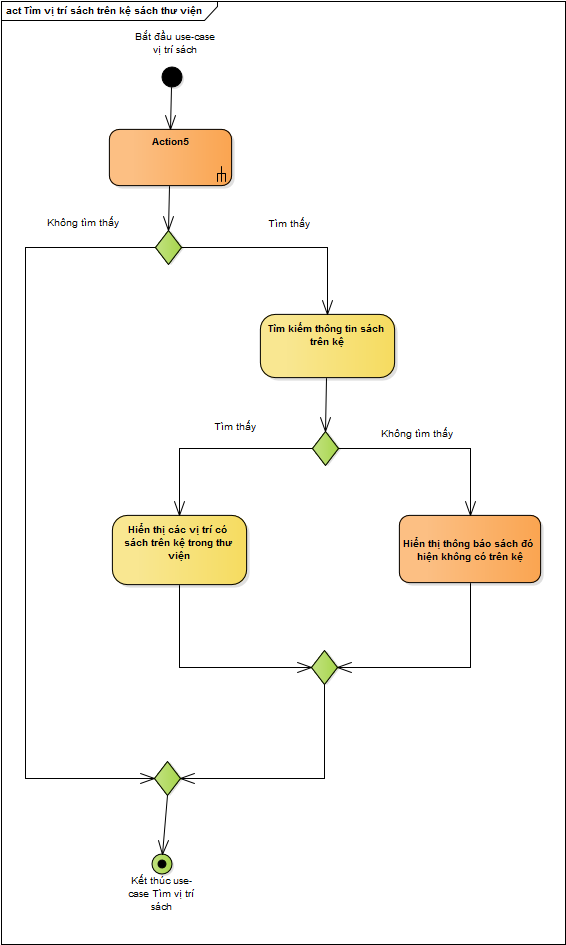 act Tìm vị trí sách trên kệ sách thư viện
Bắt đầu use-case
vị trí sách
Action5
Không tìm thấy
Tìm thấy
Tìm kiếm thông tin sách
trên kệ
Tìm thấy
Không tìm thấy
Hiển thị các vị trí có
sách trên kệ trong thư
viện
Hiển thị thông báo sách đó
hiện không có trên kệ
Kết thúc use-
case Tìm vị trí
sách